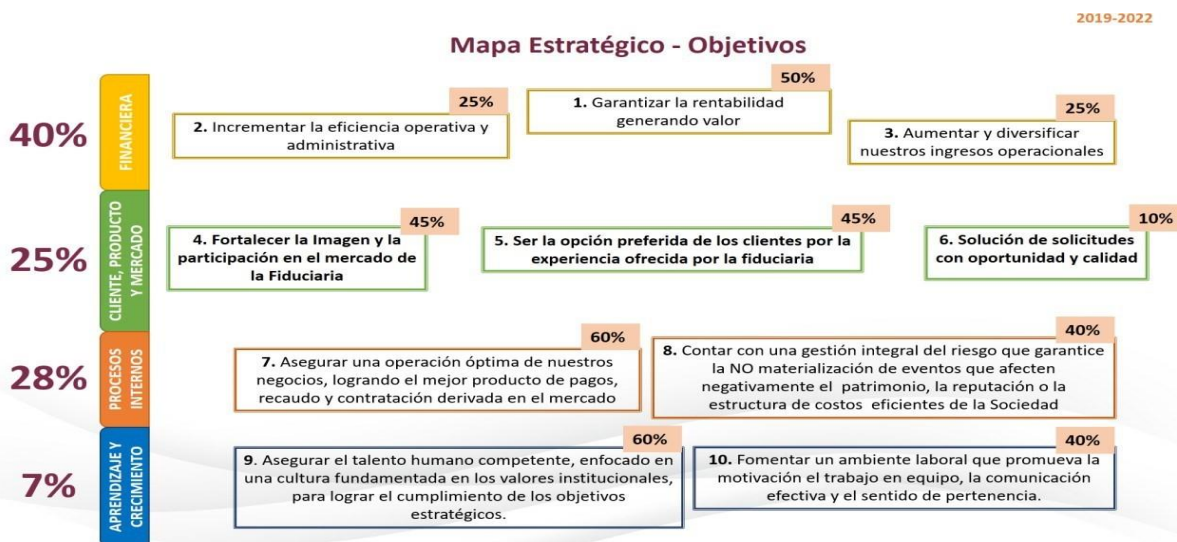 2019-2022
Mapa Estratégico - Objetivos
40%
FINANCIERA
25%
2. Incrementar la eficiencia operativa y
administrativa
50%
1. Garantizar la rentabilidad
generando valor
25%
3. Aumentar y diversificar
nuestros ingresos operacionales
25%
CLIENTE, PRODUCTO
Y MERCADO
45%
4. Fortalecer la Imagen y la
participación en el mercado de
la Fiduciaria
45%
5. Ser la opción preferida de los clientes por la
experiencia ofrecida por la fiduciaria
10%
6. Solución de solicitudes
con oportunidad y calidad
28%
PROCESOS
INTERNOS
60%
7. Asegurar una operación óptima de nuestros
negocios, logrando el mejor producto de pagos,
recaudo y contratación derivada en el mercado
40%
8. Contar con una gestión integral del riesgo que garantice
la NO materialización de eventos que afecten
negativamente el patrimonio, la reputación o la
estructura de costos eficientes de la Sociedad
7%
APRENDIZAJE Y
CRECIMIENTO
60%
9. Asegurar el talento humano competente, enfocado en
una cultura fundamentada en los valores institucionales,
para lograr el cumplimiento de los objetivos
estratégicos.
40%
10. Fomentar un ambiente laboral que promueva la
motivación el trabajo en equipo, la comunicación
efectiva y el sentido de pertenencia.